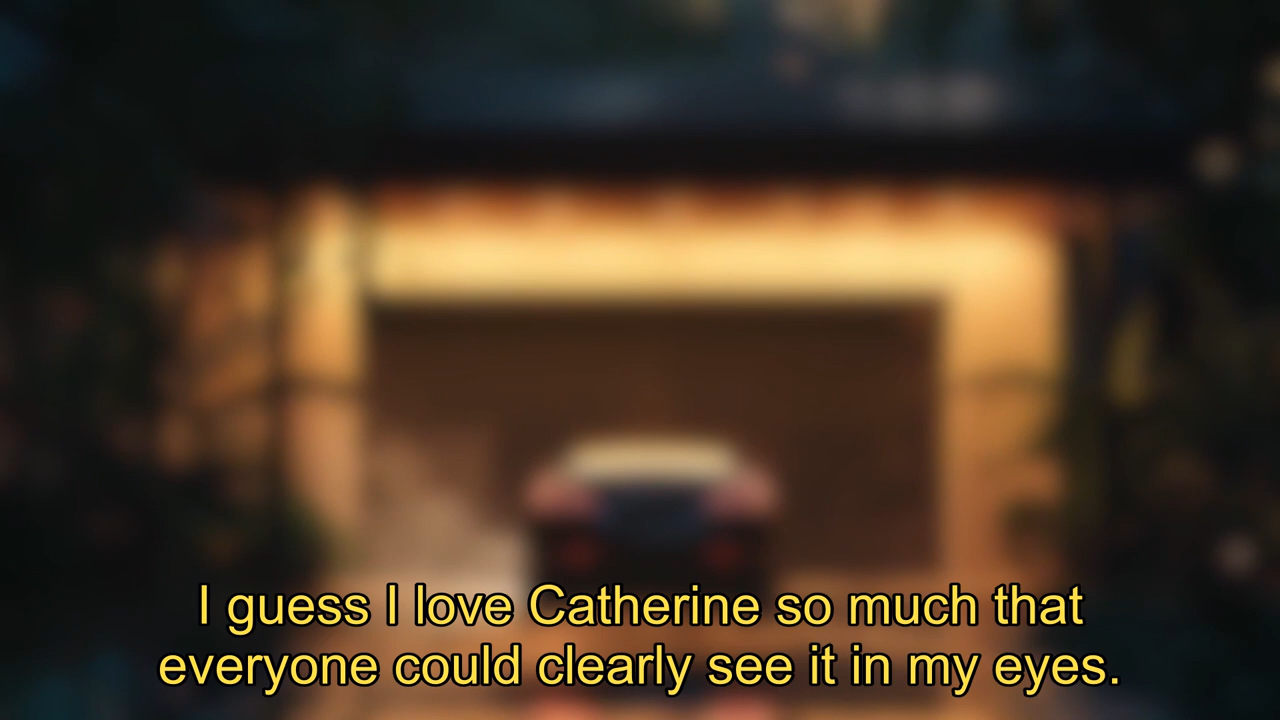 I guess I love Catherine so much that
everyone could clearly see it in my eyes.